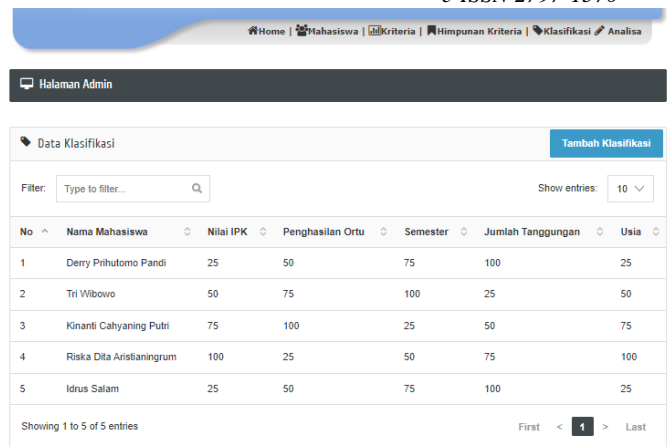 Home | Mahasiswa | Kriteria | Himpunan Kriteria | Klasifikasi Analisa
Halaman Admin
Data Klasifikasi Tambah Klasifikasi
Filter: Type to filter... Show entries: 10
No Nama Mahasiswa Nilai IPK Penghasilan Ortu Semester Jumlah Tanggungan Usia
1 Derry Prihutomo Pandi 25 50 75 100 25
2 Tri Wibowo 50 75 100 25 50
3 Kinanti Cahyaning Putri 75 100 25 50 75
4 Riska Dita Aristianingrum 100 25 50 75 100
5 Idrus Salam 25 50 75 100 25
Showing 1 to 5 of 5 entries First < 1 > Last